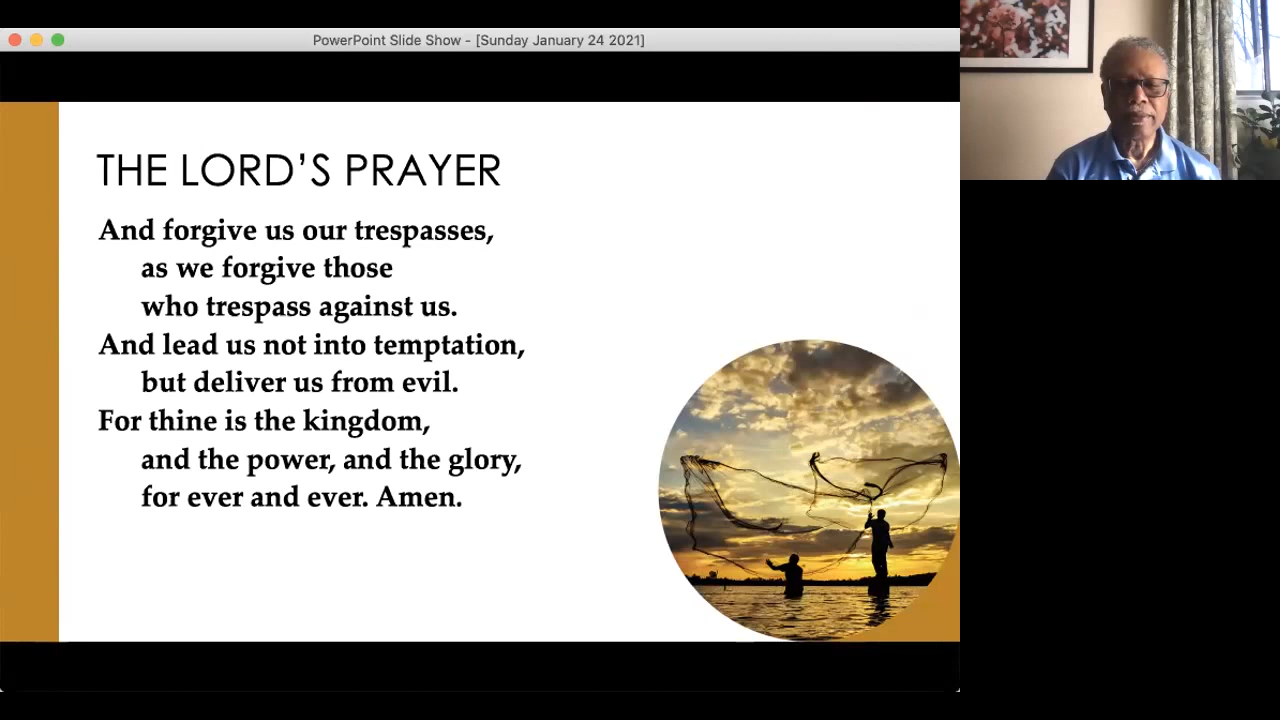 PowerPoint Slide Show - [Sunday January 24 2021]
THE LORD’S PRAYER
And forgive us our trespasses,
as we forgive those
who trespass against us.
And lead us not into temptation,
but deliver us from evil.
For thine is the kingdom,
and the power, and the glory,
for ever and ever. Amen.